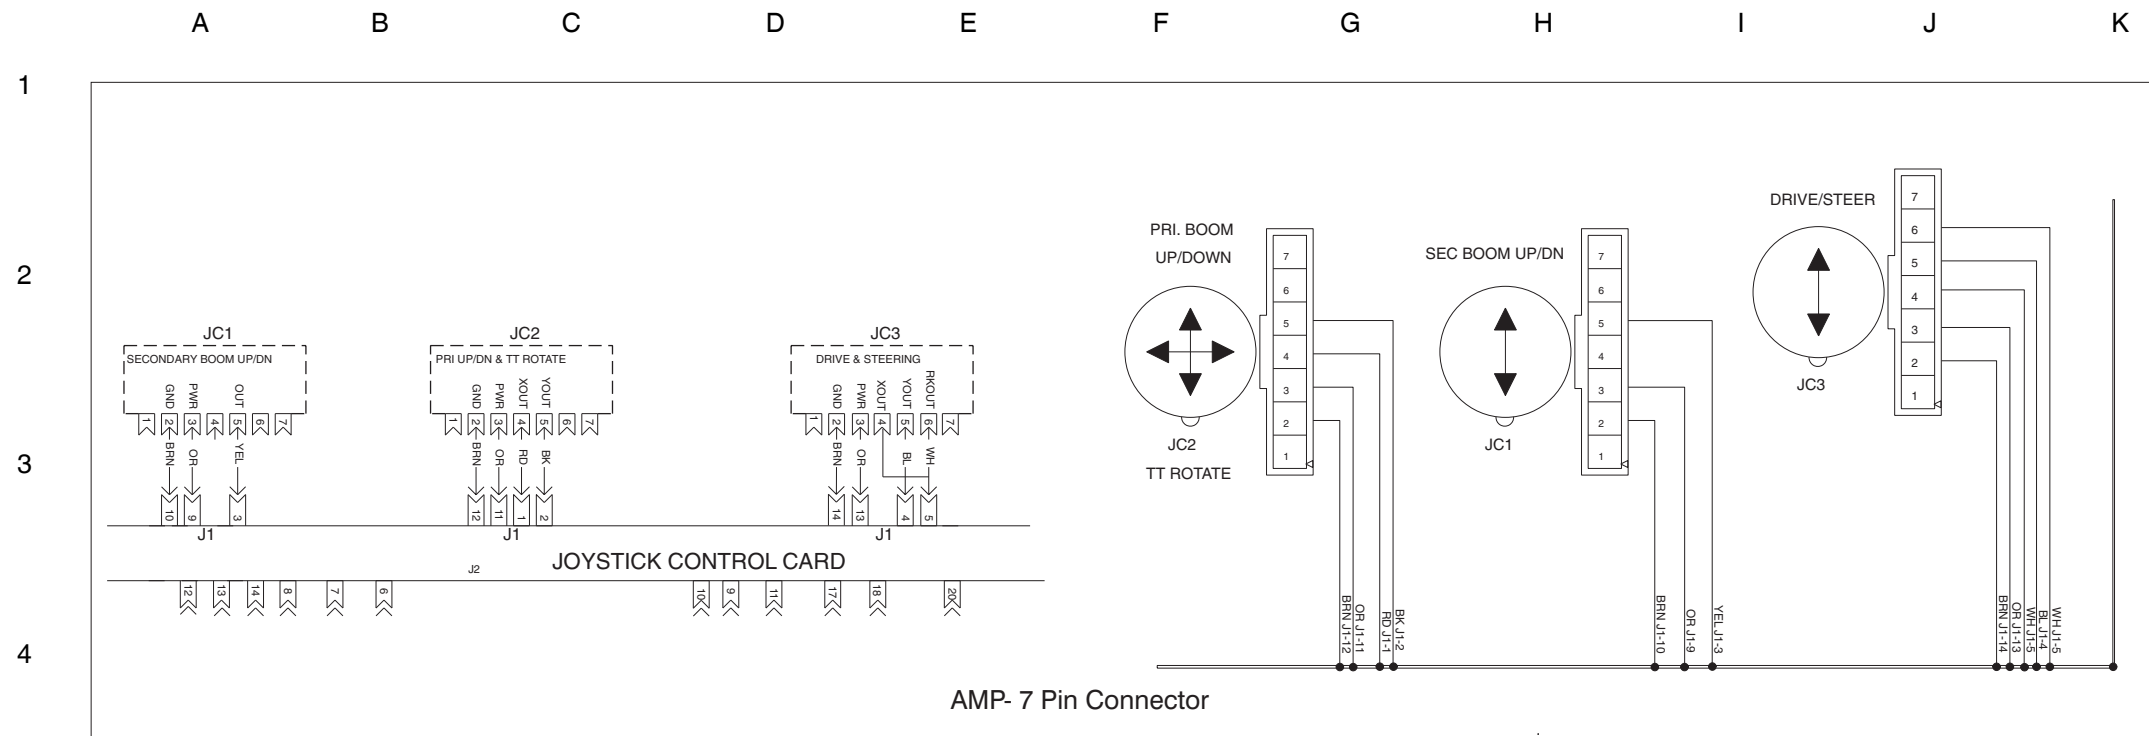 A B C D E F G H I J K
1
2
3
4
JC1
SECONDARY BOOM UP/DN
GND PWR OUT
1 2 3 4 5 6 7
BRN OR YEL
10 9 3
J1
JC2
PRI UP/DN & TT ROTATE
GND PWR XOUT YOUT
1 2 3 4 5 6 7
BRN OR RD BK
12 11 1 2
J1
JC3
DRIVE & STEERING
GND PWR XOUT YOUT RKOUT
1 2 3 4 5 6 7
BRN OR BL WH
14 13 4 5
J1
J2
JOYSTICK CONTROL CARD
12 13 14 8 7 6 10 9 11 17 18 20
PRI. BOOM
UP/DOWN
JC2
TT ROTATE
7
6
5
4
3
2
1
BRN J1-12
OR J1-11
RD J1-1
BK J1-2
SEC BOOM UP/DN
JC1
7
6
5
4
3
2
1
BRN J1-10
OR J1-9
YEL J1-3
DRIVE/STEER
JC3
7
6
5
4
3
2
1
BRN J1-14
OR J1-13
WH J1-5
BL J1-4
WH J1-5
AMP- 7 Pin Connector